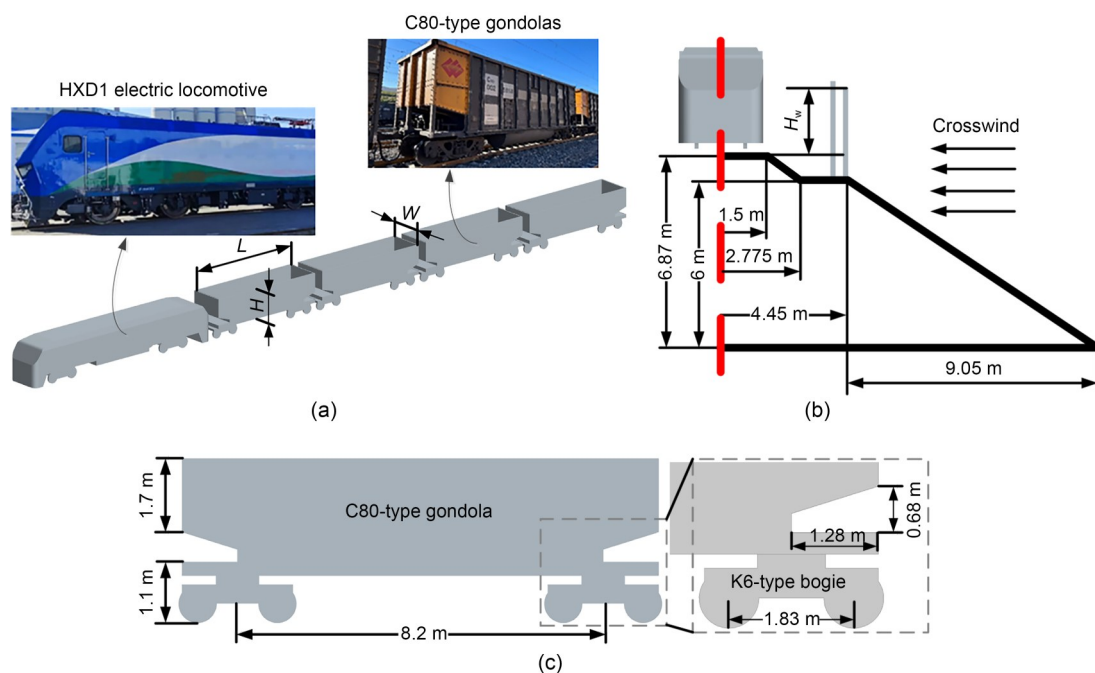 C80-type gondolas
HXD1 electric locomotive
L
W
H
(a)
H_w
Crosswind
1.5 m
2.775 m
4.45 m
6.87 m
6 m
9.05 m
(b)
1.7 m
1.1 m
C80-type gondola
8.2 m
0.68 m
1.28 m
K6-type bogie
1.83 m
(c)